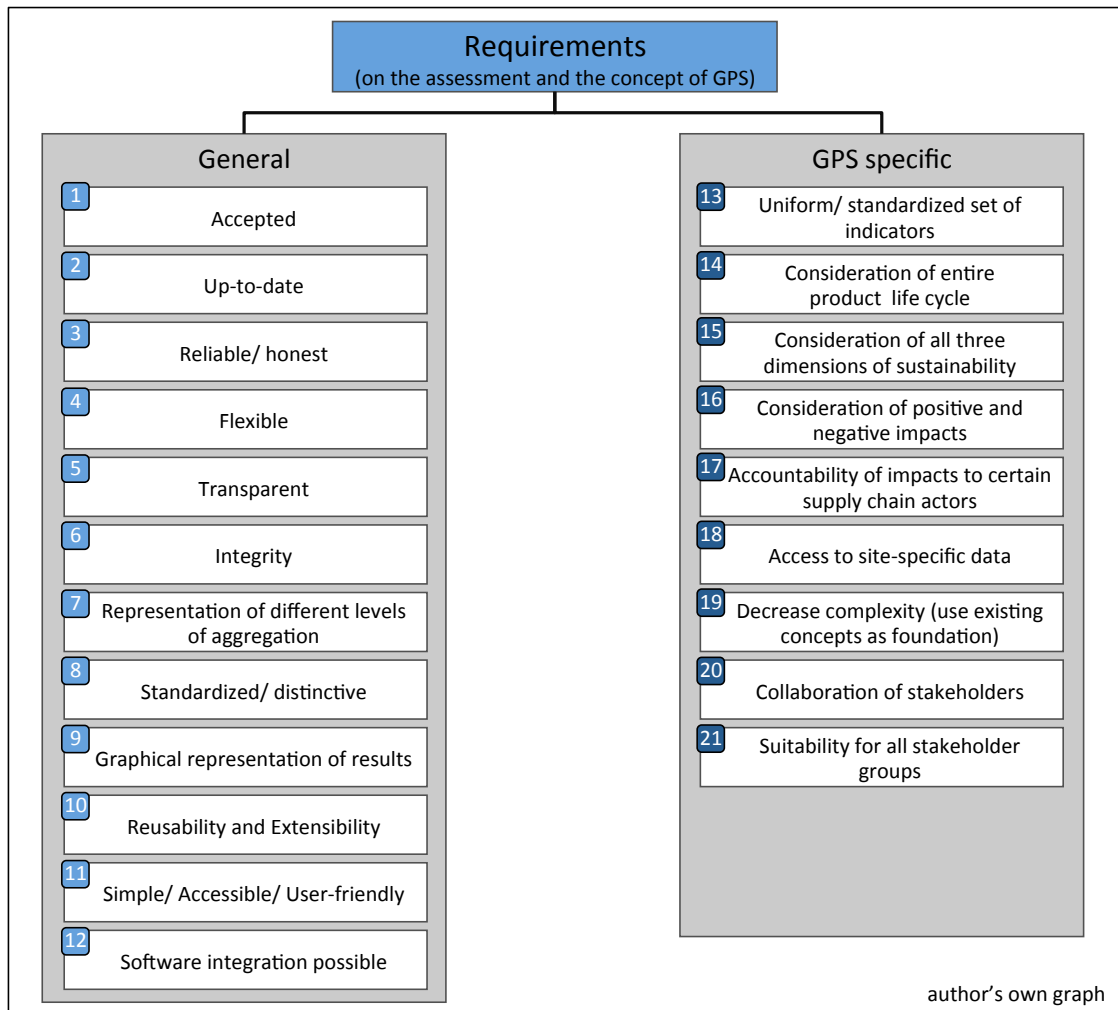 Requirements
(on the assessment and the concept of GPS)
General
1
Accepted
2
Up-to-date
3
Reliable/ honest
4
Flexible
5
Transparent
6
Integrity
7
Representation of different levels
of aggregation
8
Standardized/ distinctive
9
Graphical representation of results
10
Reusability and Extensibility
11
Simple/ Accessible/ User-friendly
12
Software integration possible
GPS specific
13
Uniform/ standardized set of
indicators
14
Consideration of entire
product life cycle
15
Consideration of all three
dimensions of sustainability
16
Consideration of positive and
negative impacts
17
Accountability of impacts to certain
supply chain actors
18
Access to site-specific data
19
Decrease complexity (use existing
concepts as foundation)
20
Collaboration of stakeholders
21
Suitability for all stakeholder
groups
author's own graph